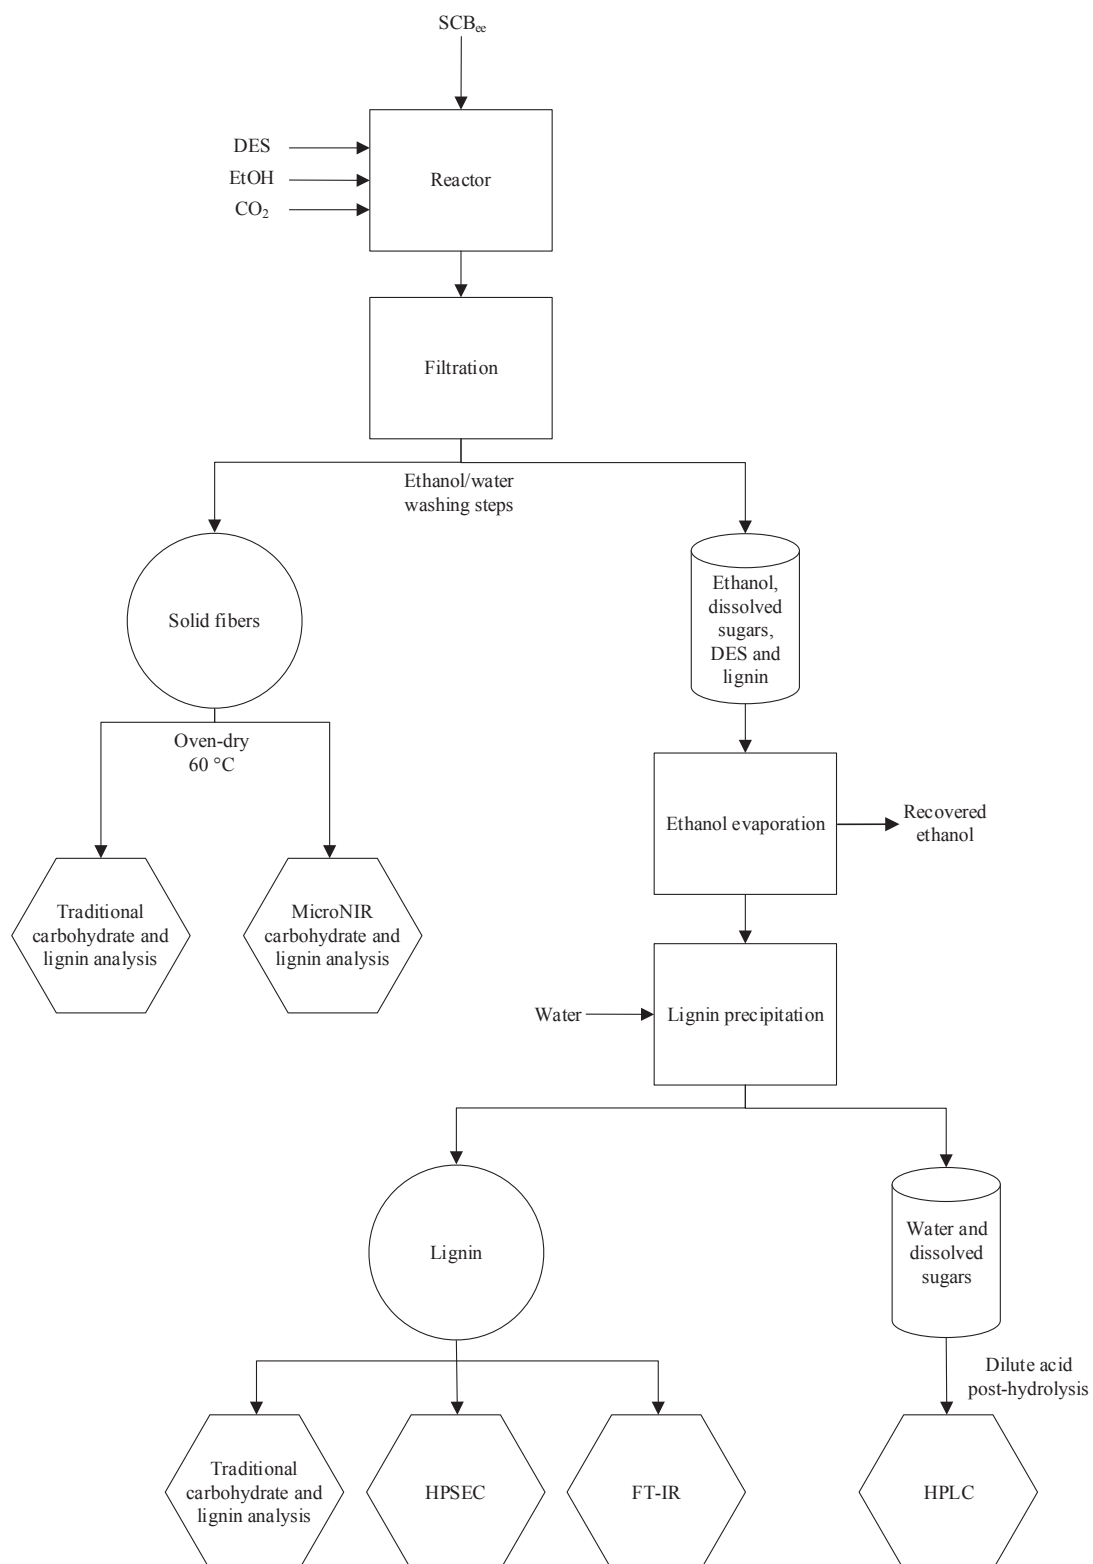 SCBee
DES
EtOH
CO2
Reactor
Filtration
Ethanol/water
washing steps
Solid fibers
Ethanol,
dissolved
sugars,
DES and
lignin
Oven-dry
60 °C
Ethanol evaporation
Recovered
ethanol
Traditional
carbohydrate and
lignin analysis
MicroNIR
carbohydrate and
lignin analysis
Water
Lignin precipitation
Lignin
Water and
dissolved
sugars
Dilute acid
post-hydrolysis
Traditional
carbohydrate and
lignin analysis
HPSEC
FT-IR
HPLC